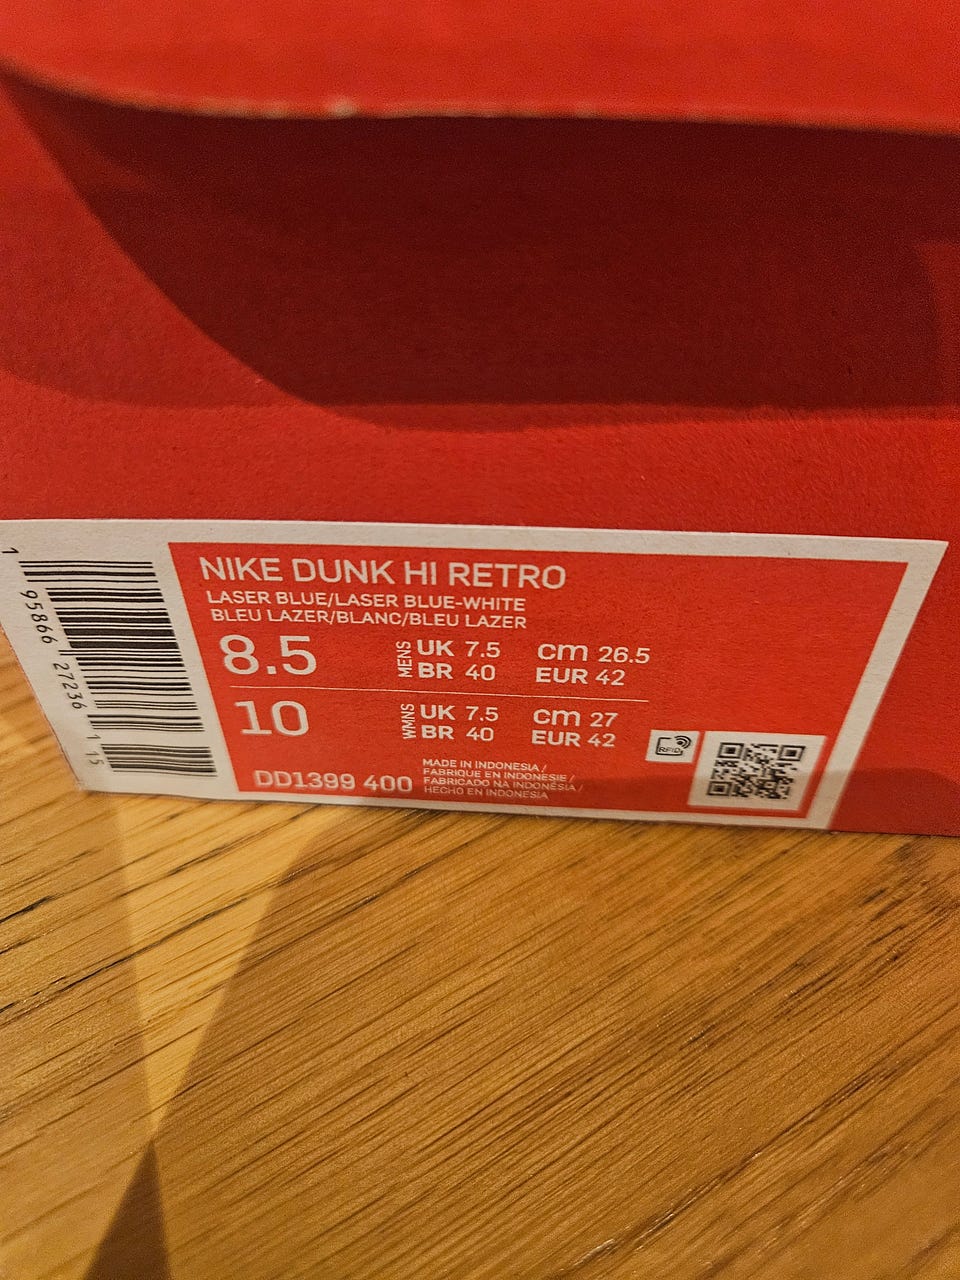 NIKE DUNK HI RETRO
LASER BLUE/LASER BLUE-WHITE
BLEU LAZER/BLANC/BLEU LAZER
8.5 MENS UK 7.5 cm 26.5
BR 40 EUR 42
10 WMNS UK 7.5 cm 27
BR 40 EUR 42
DD1399 400
MADE IN INDONESIA /
FABRIQUE EN INDONESIE /
FABRICADO NA INDONÉSIA /
HECHO EN INDONESIA
RFID
1 95866 27236 1 15